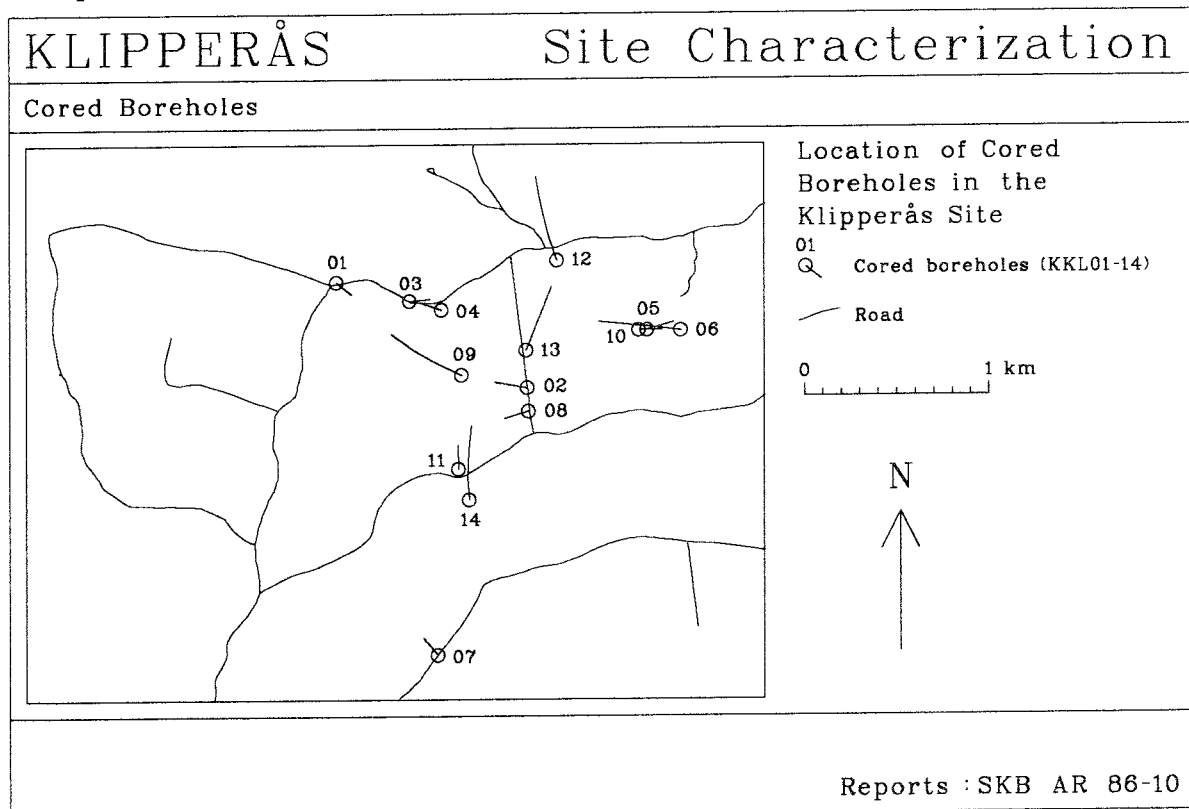 KLIPPERÅS Site Characterization
Cored Boreholes
Location of Cored
Boreholes in the
Klipperås Site
01
Cored boreholes (KKL01-14)
Road
0 1 km
N
01
03
04
12
05
10
06
13
09
02
08
11
14
07
Reports : SKB AR 86-10